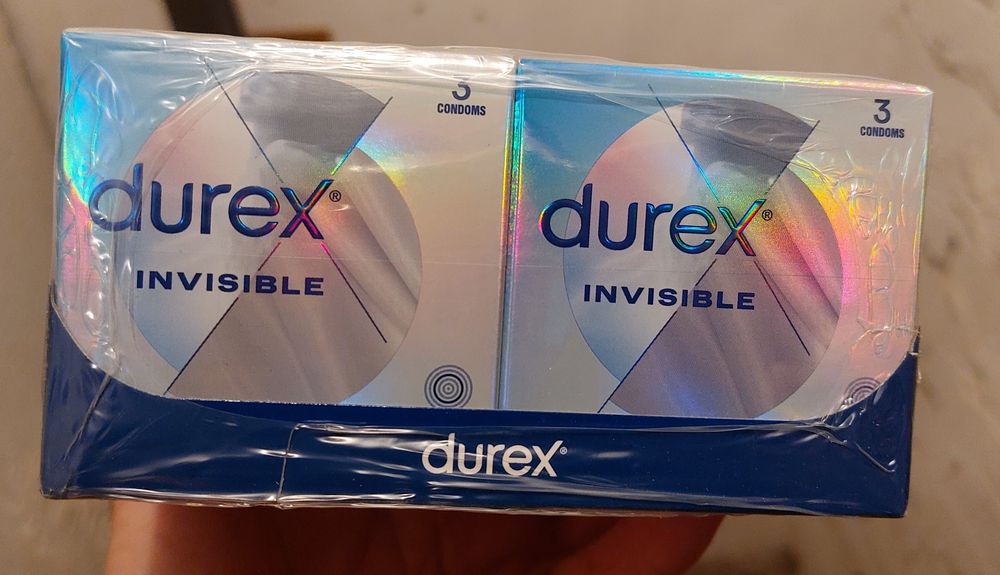 3
CONDOMS
durex®
INVISIBLE
3
CONDOMS
durex®
INVISIBLE
durex®